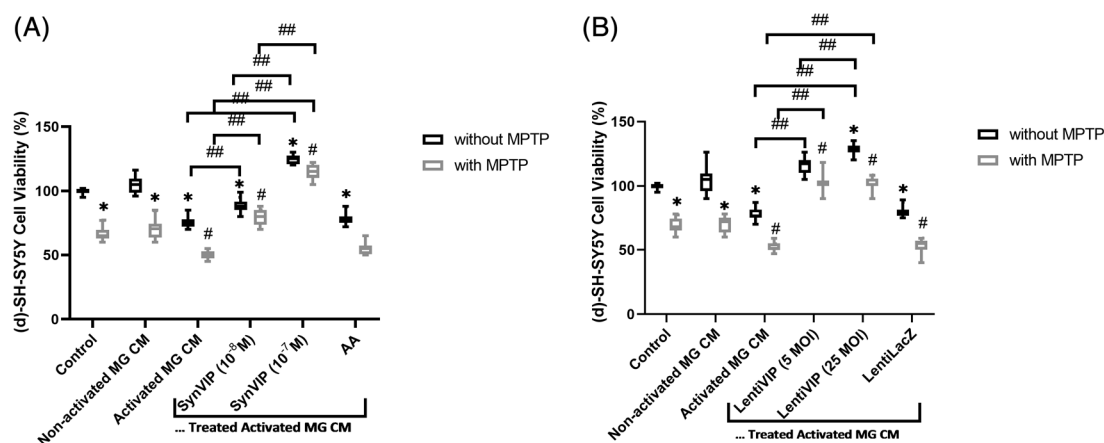 (A)
##
##
##
##
##
##
150
100
50
0
(d)-SH-SY5Y Cell Viability (%)
*
*
*
#
*
#
*
#
*
without MPTP
with MPTP
Control
Non-activated MG CM
Activated MG CM
SynVIP (10⁻⁸M)
SynVIP (10⁻⁷M)
AA
... Treated Activated MG CM
(B)
##
##
##
##
##
150
100
50
0
(d)-SH-SY5Y Cell Viability (%)
*
*
*
#
#
*
#
*
#
without MPTP
with MPTP
Control
Non-activated MG CM
Activated MG CM
LentiVIP (5 MOI)
LentiVIP (25 MOI)
LentiLacZ
... Treated Activated MG CM